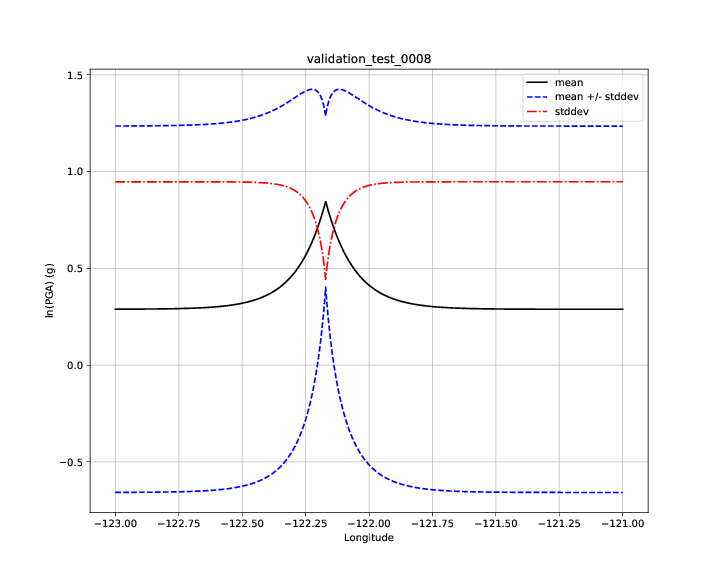 validation_test_0008
mean
mean +/- stddev
stddev
1.5
1.0
0.5
0.0
−0.5
ln(PGA) (g)
−123.00 −122.75 −122.50 −122.25 −122.00 −121.75 −121.50 −121.25 −121.00
Longitude